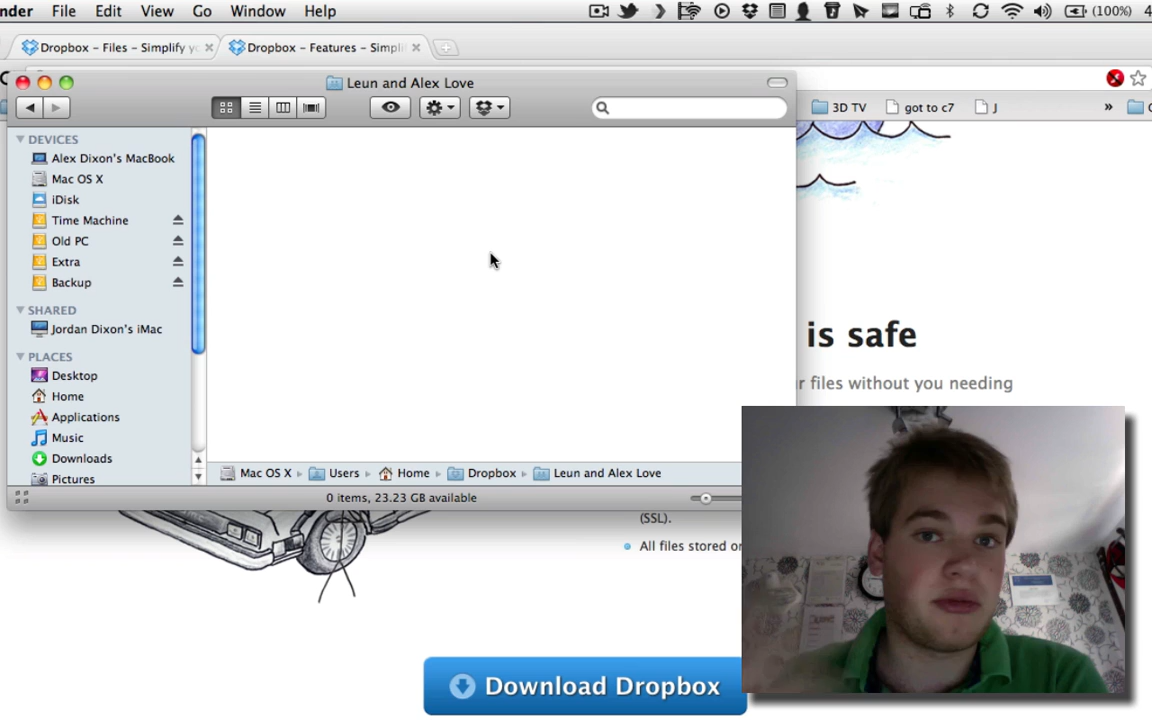 nder File Edit View Go Window Help (100%) 4
Dropbox – Files – Simplify y Dropbox – Features – Simpli
Leun and Alex Love
3D TV got to c7 J »
DEVICES
Alex Dixon's MacBook
Mac OS X
iDisk
Time Machine
Old PC
Extra
Backup
SHARED
Jordan Dixon's iMac
PLACES
Desktop
Home
Applications
Music
Downloads
Pictures
Mac OS X Users Home Dropbox Leun and Alex Love
0 items, 23.23 GB available
is safe
r files without you needing
(SSL).
All files stored o
Download Dropbox